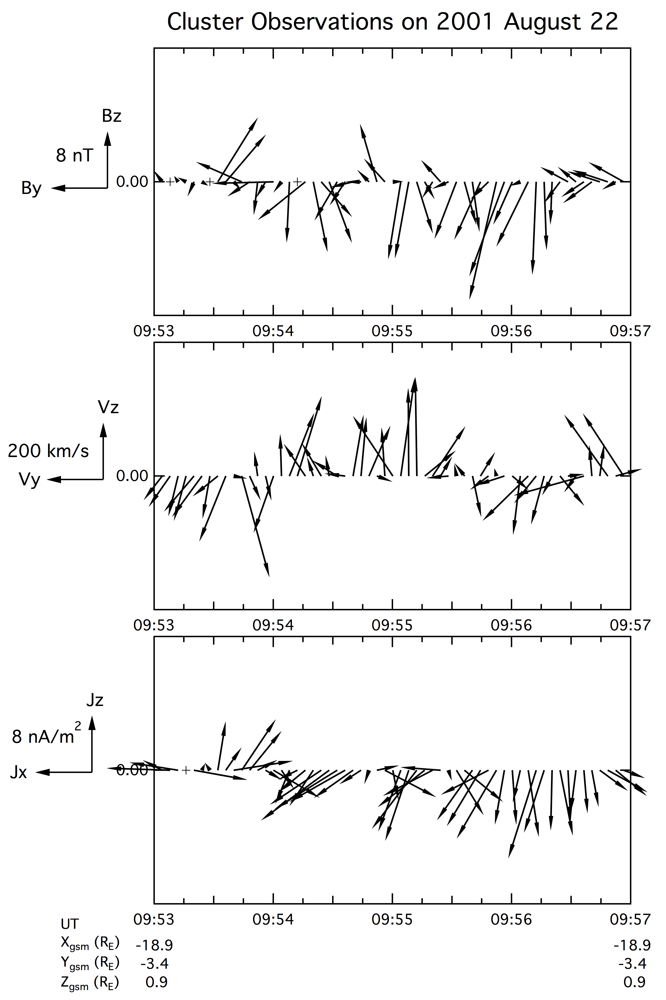 Cluster Observations on 2001 August 22
Bz
8 nT
By
0.00
09:53 09:54 09:55 09:56 09:57
Vz
200 km/s
Vy
0.00
09:53 09:54 09:55 09:56 09:57
Jz
8 nA/m²
Jx
0.00
UT 09:53 09:54 09:55 09:56 09:57
Xgsm (RE) -18.9 -18.9
Ygsm (RE) -3.4 -3.4
Zgsm (RE) 0.9 0.9